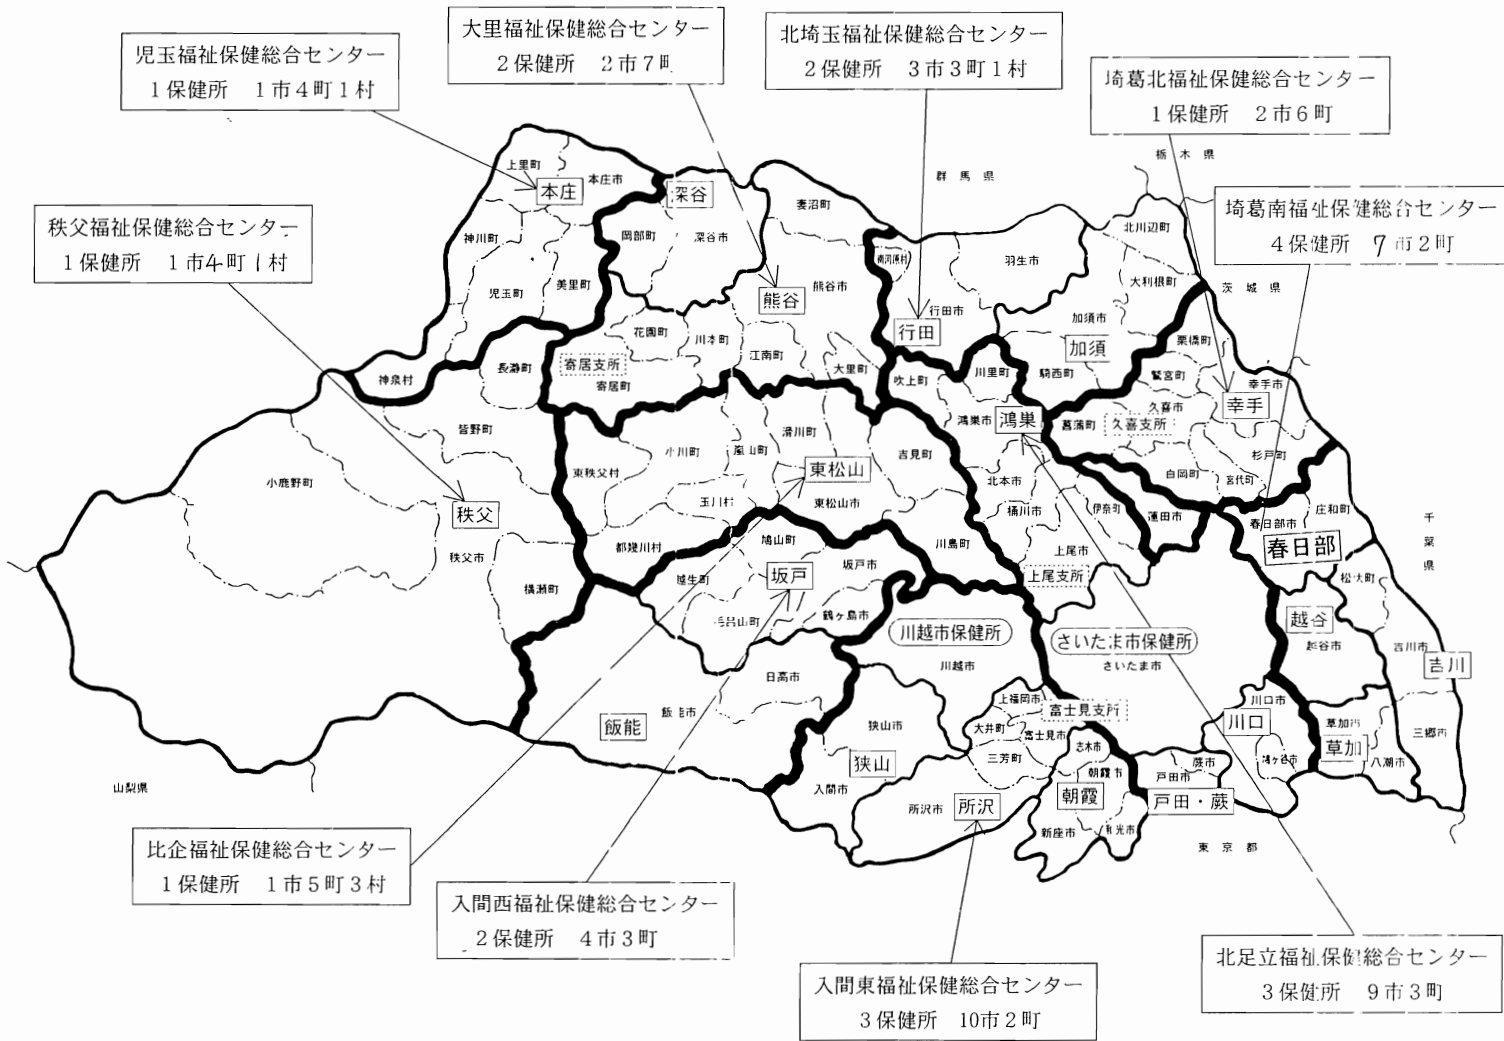 児玉福祉保健総合センター
1保健所 1市4町1村
大里福祉保健総合センター
2保健所 2市7町
北埼玉福祉保健総合センター
2保健所 3市3町1村
埼葛北福祉保健総合センター
1保健所 2市6町
埼葛南福祉保健総合センター
4保健所 7市2町
秩父福祉保健総合センター
1保健所 1市4町1村
群馬県
栃木県
茨城県
千葉県
東京都
山梨県
上里町
本庄市
本庄
神川町
児玉町
美里町
神泉村
深谷
岡部町
深谷市
妻沼町
熊谷市
熊谷
花園町
川本町
江南町
大里町
寄居支所
寄居町
南河原村
行田市
行田
羽生市
北川辺町
大利根町
加須市
加須
騎西町
栗橋町
鷲宮町
幸手市
幸手
久喜市
久喜支所
菖蒲町
杉戸町
白岡町
宮代町
長瀞町
皆野町
小鹿野町
秩父
秩父市
横瀬町
東秩父村
小川町
嵐山町
滑川町
吉見町
東松山
東松山市
玉川村
都幾川村
川島町
鳩山町
吹上町
川里町
鴻巣市
鴻巣
北本市
桶川市
伊奈町
上尾市
上尾支所
蓮田市
春日部市
春日部
庄和町
松伏町
越谷
越谷市
吉川市
吉川
越生町
坂戸
坂戸市
毛呂山町
鶴ヶ島市
日高市
飯能市
飯能
川越市保健所
川越市
さいたま市保健所
さいたま市
上福岡市
富士見支所
大井町
富士見市
三芳町
狭山市
狭山
入間市
所沢市
所沢
志木市
朝霞市
朝霞
新座市
和光市
戸田市
蕨市
戸田・蕨
川口市
川口
鳩ヶ谷市
草加市
草加
八潮市
三郷市
比企福祉保健総合センター
1保健所 1市5町3村
入間西福祉保健総合センター
2保健所 4市3町
入間東福祉保健総合センター
3保健所 10市2町
北足立福祉保健総合センター
3保健所 9市3町